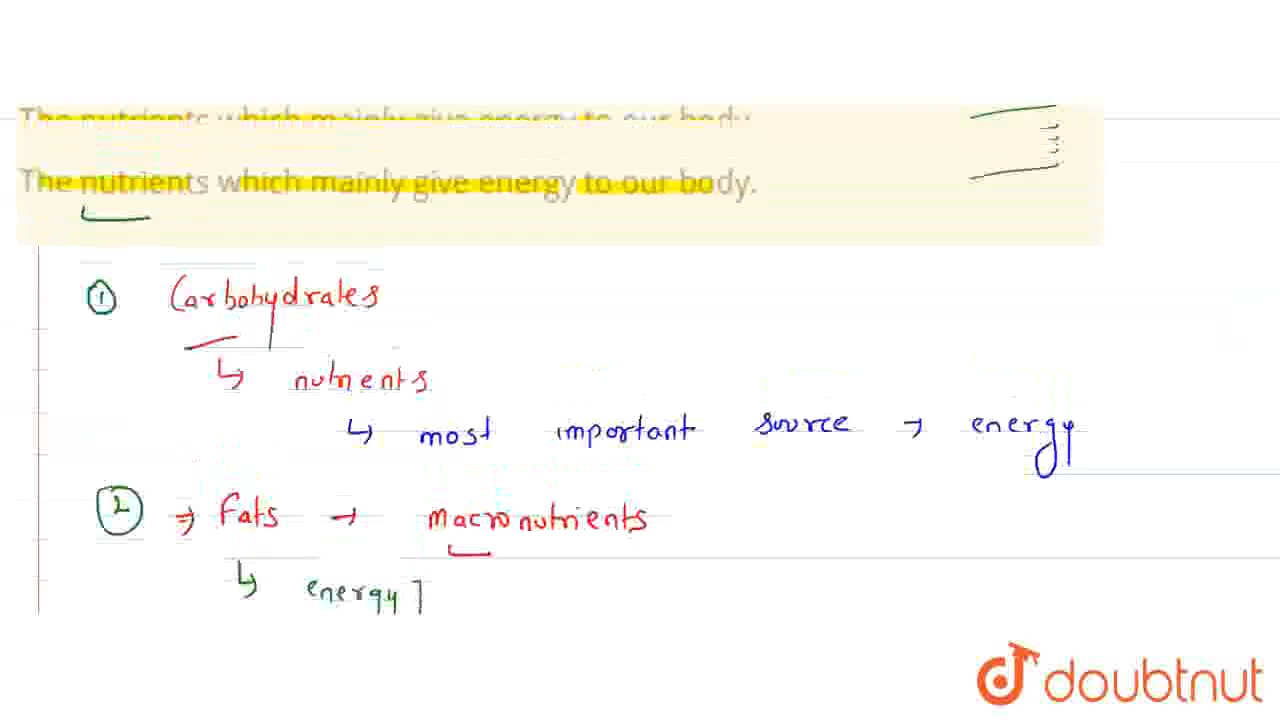 The nutrients which mainly give energy to our body.
The nutrients which mainly give energy to our body.
① Carbohydrates
↳ nutrients
↳ most important source → energy
② ⇒ Fats → macronutrients
↳ energy ]
doubtnut